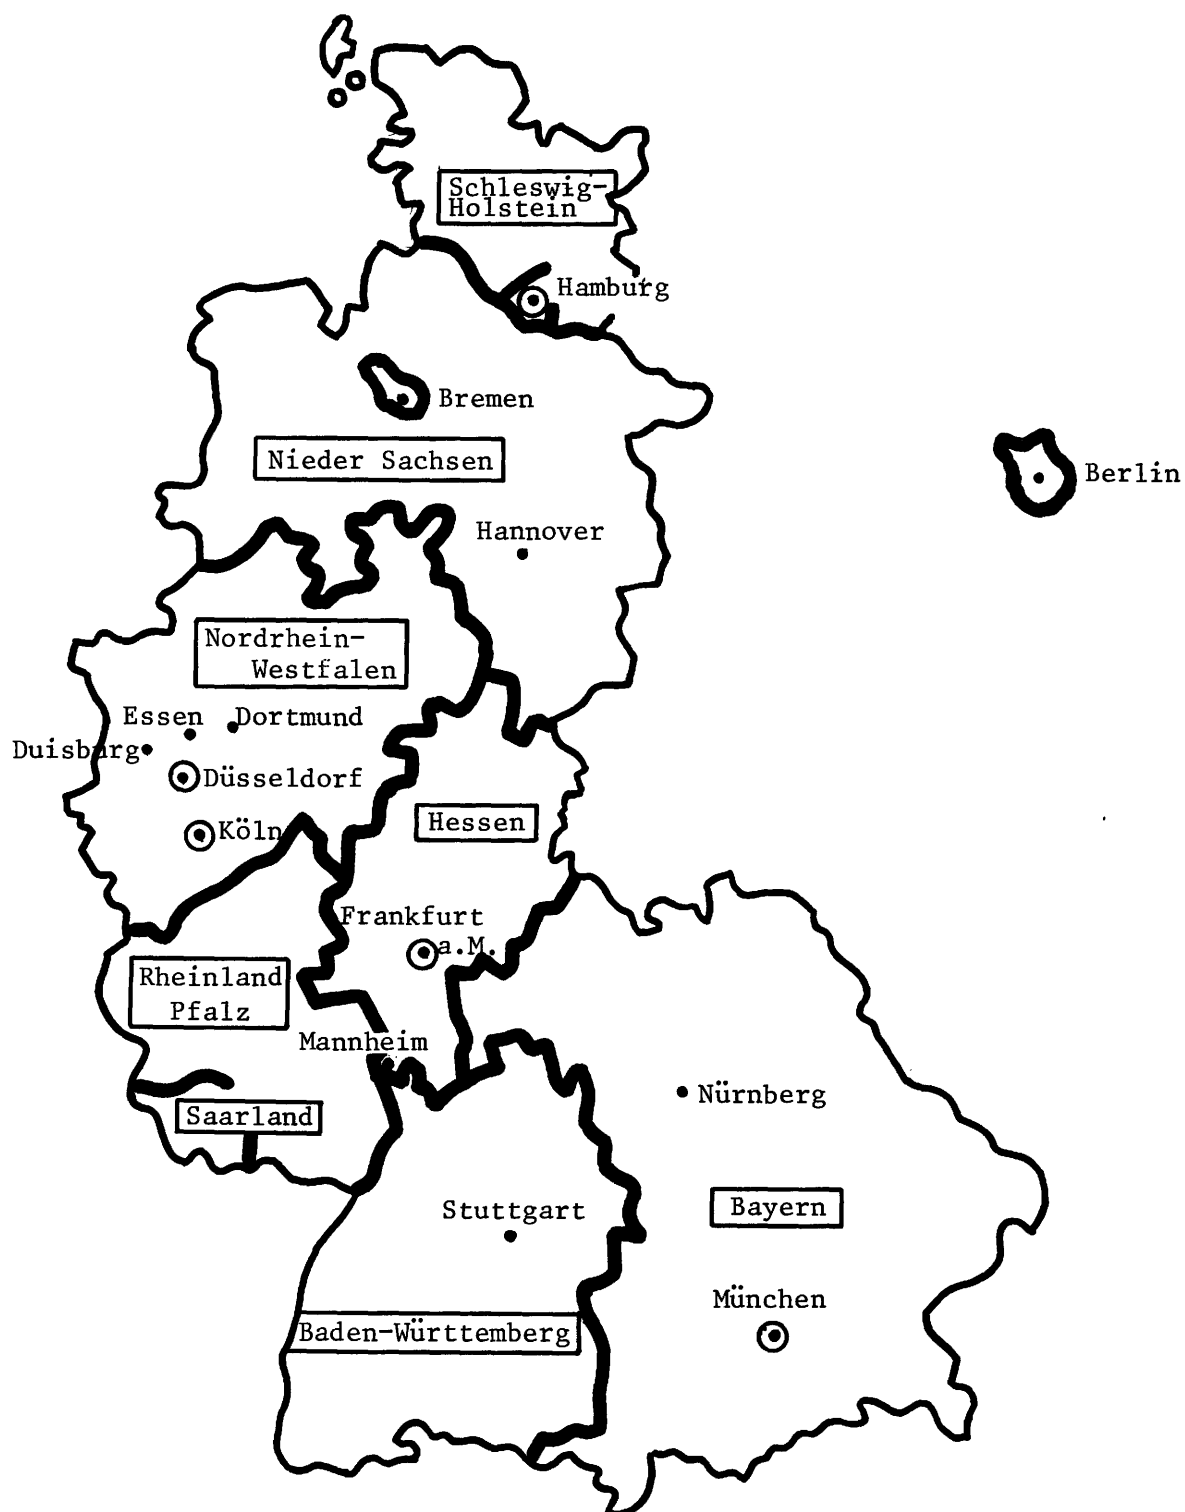 Schleswig-
Holstein
Hamburg
Bremen
Nieder Sachsen
Berlin
Hannover
Nordrhein-
Westfalen
Essen
Dortmund
Duisburg
Düsseldorf
Köln
Hessen
Frankfurt
a.M.
Rheinland
Pfalz
Mannheim
Saarland
Nürnberg
Stuttgart
Bayern
München
Baden-Württemberg